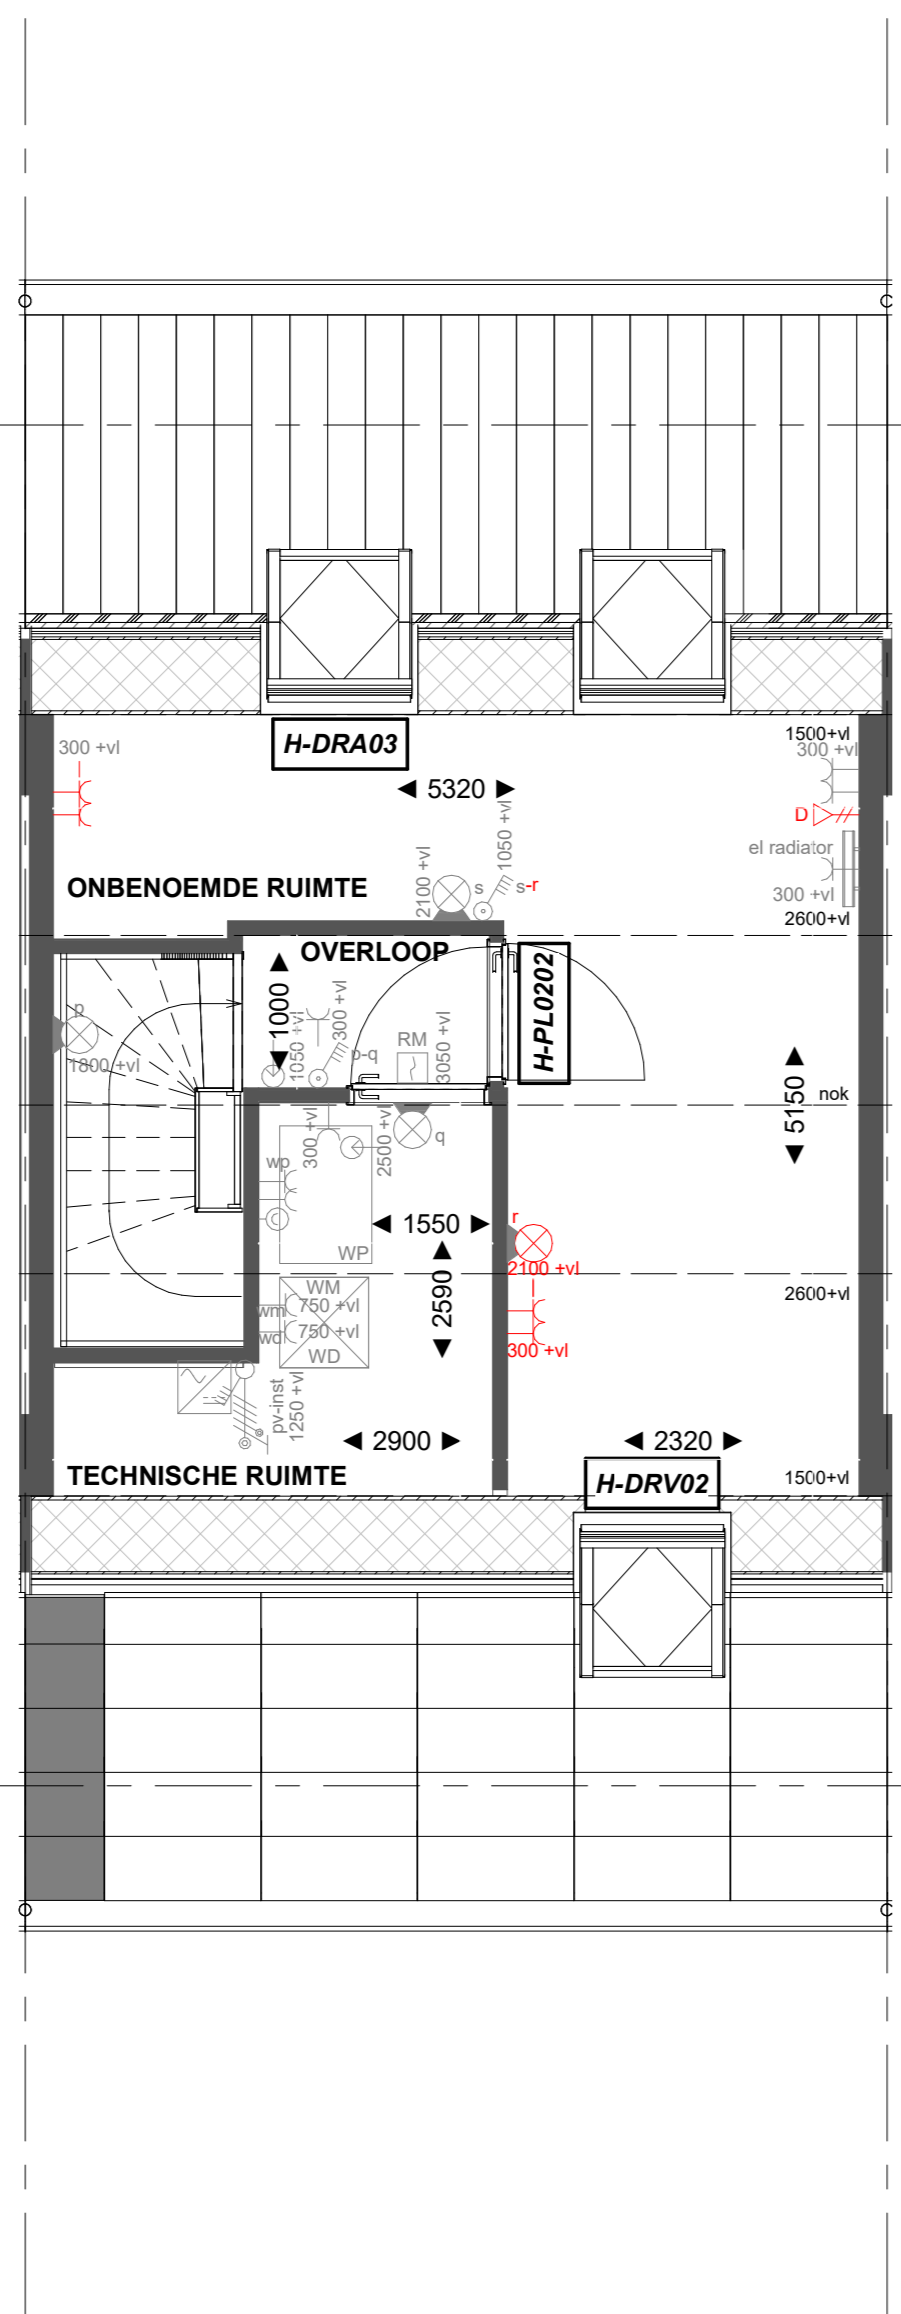 H-DRA03
1500+vl
300 +vl
300 +vl
5320
D
2100 +vl
1050 +vl
s
s-r
el radiator
300 +vl
ONBENOEMDE RUIMTE
2600+vl
OVERLOOP
H-PL0202
1000
1050 +vl
300 +vl
p
1800 +vl
p-q
RM
3050 +vl
5150
nok
300 +vl
2500 +vl
q
wp
WP
1550
r
2100 +vl
2590
WM
wm
750 +vl
wd
750 +vl
WD
2600+vl
300 +vl
pv-inst
1250 +vl
2900
2320
TECHNISCHE RUIMTE
H-DRV02
1500+vl